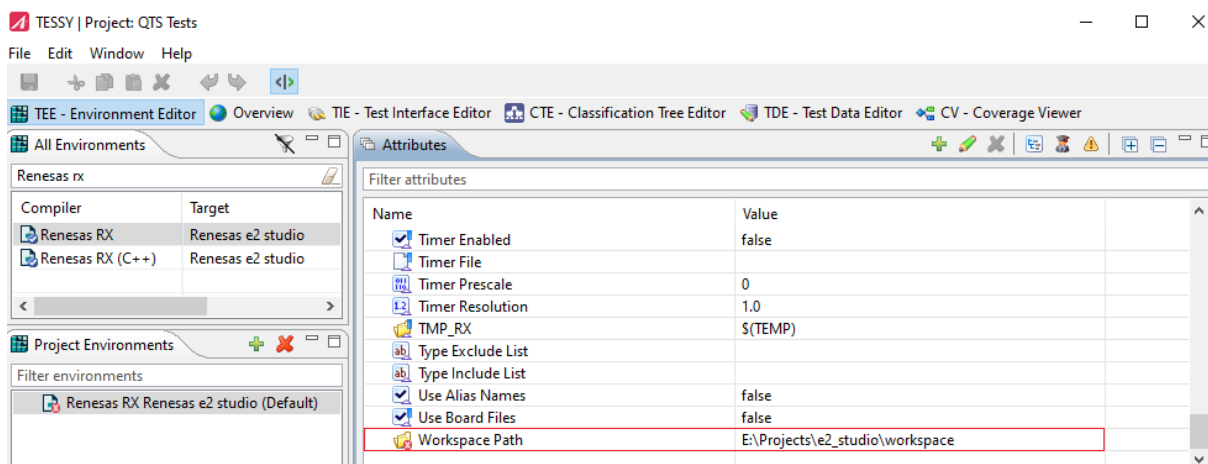 TESSY | Project: QTS Tests
File Edit Window Help
TEE - Environment Editor Overview TIE - Test Interface Editor CTE - Classification Tree Editor TDE - Test Data Editor CV - Coverage Viewer
All Environments
Renesas rx
Compiler Target
Renesas RX Renesas e2 studio
Renesas RX (C++) Renesas e2 studio
Project Environments
Filter environments
Renesas RX Renesas e2 studio (Default)
Attributes
Filter attributes
Name Value
Timer Enabled false
Timer File
Timer Prescale 0
Timer Resolution 1.0
TMP_RX $(TEMP)
Type Exclude List
Type Include List
Use Alias Names false
Use Board Files false
Workspace Path E:\Projects\e2_studio\workspace